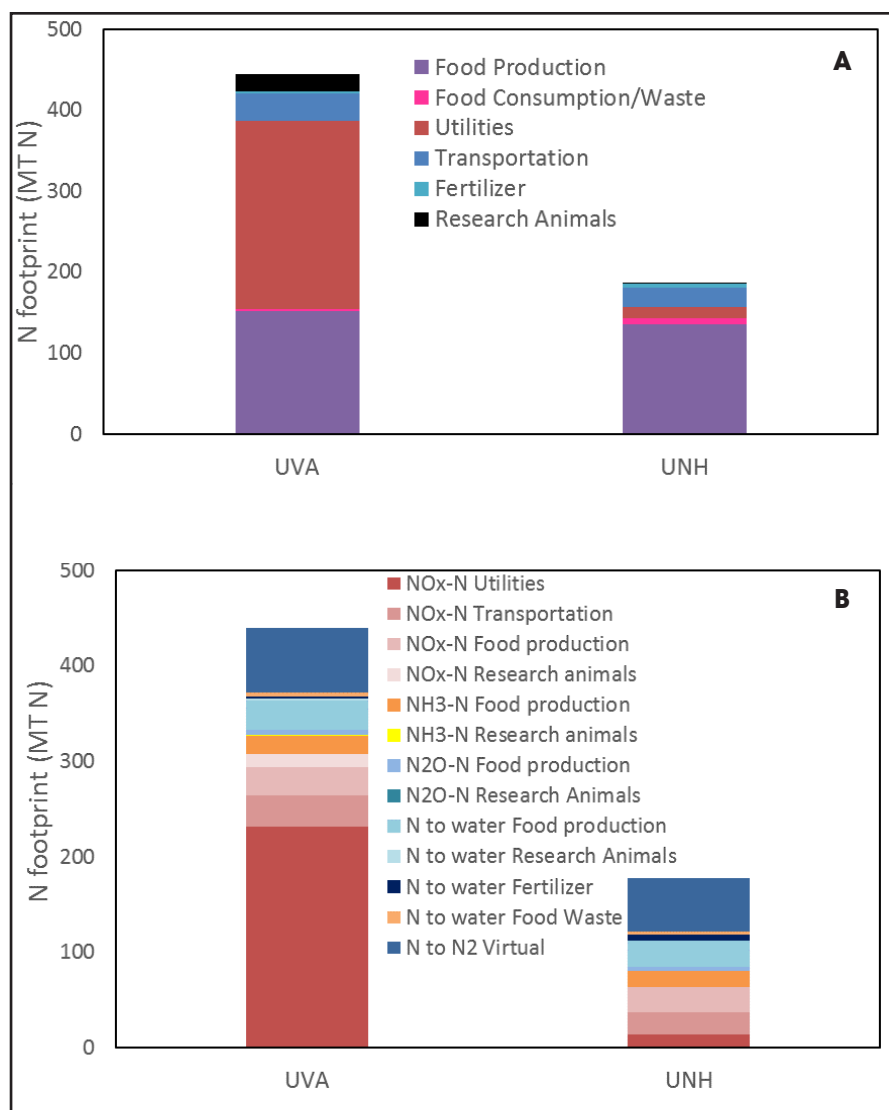 500
400
300
200
100
0
N footprint (MT N)
A
Food Production
Food Consumption/Waste
Utilities
Transportation
Fertilizer
Research Animals
UVA
UNH
500
400
300
200
100
0
N footprint (MT N)
B
NOx-N Utilities
NOx-N Transportation
NOx-N Food production
NOx-N Research animals
NH3-N Food production
NH3-N Research animals
N2O-N Food production
N2O-N Research Animals
N to water Food production
N to water Research Animals
N to water Fertilizer
N to water Food Waste
N to N2 Virtual
UVA
UNH